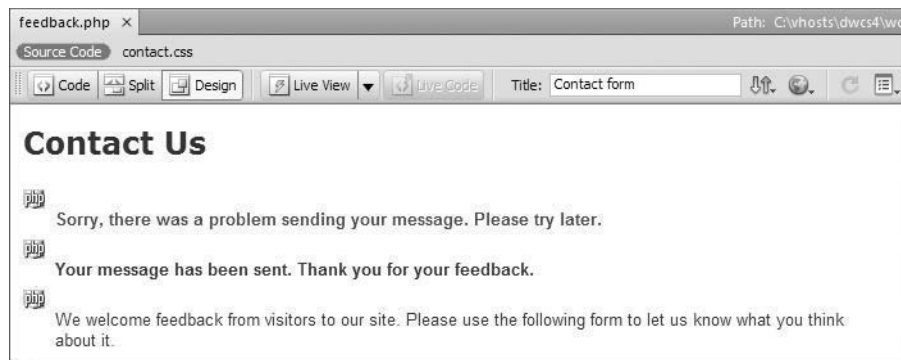 feedback.php ×
Path: C:\vhosts\dwcs4\wo
Source Code contact.css
Code Split Design Live View Live Code Title: Contact form
Contact Us
php
Sorry, there was a problem sending your message. Please try later.
php
Your message has been sent. Thank you for your feedback.
php
We welcome feedback from visitors to our site. Please use the following form to let us know what you think
about it.